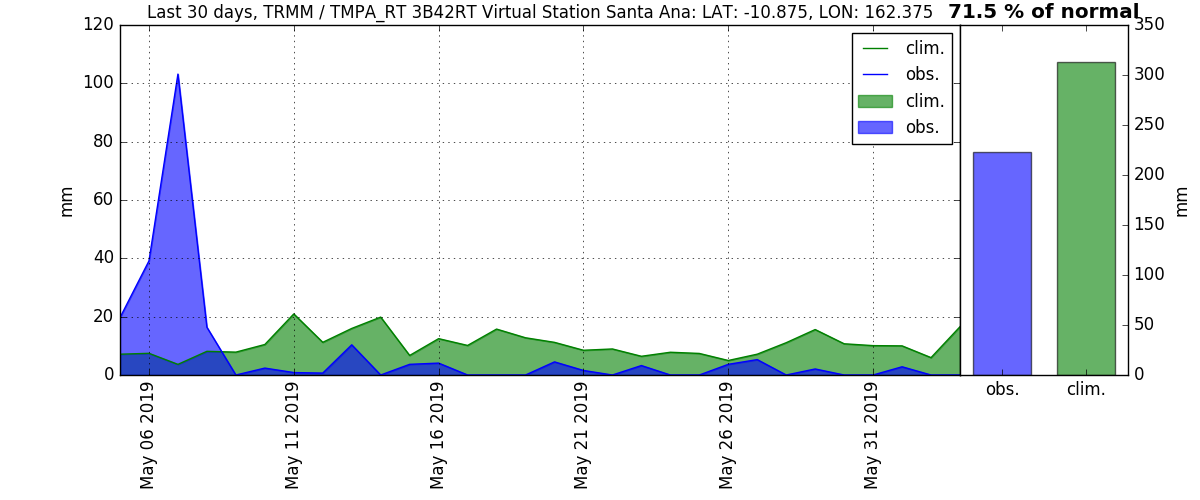 Last 30 days, TRMM / TMPA_RT 3B42RT Virtual Station Santa Ana: LAT: -10.875, LON: 162.375
71.5 % of normal
120
100
80
60
40
20
0
mm
clim.
obs.
clim.
obs.
350
300
250
200
150
100
50
0
mm
obs.
clim.
May 06 2019
May 11 2019
May 16 2019
May 21 2019
May 26 2019
May 31 2019